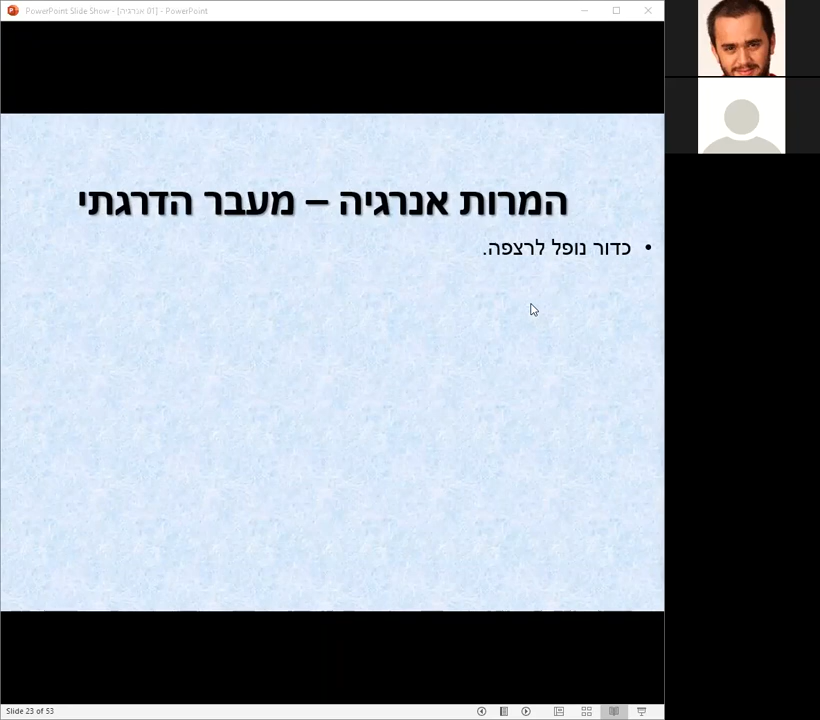 PowerPoint Slide Show - [01 אנרגיה] - PowerPoint
המרות אנרגיה – מעבר הדרגתי
• כדור נופל לרצפה.
Slide 23 of 53